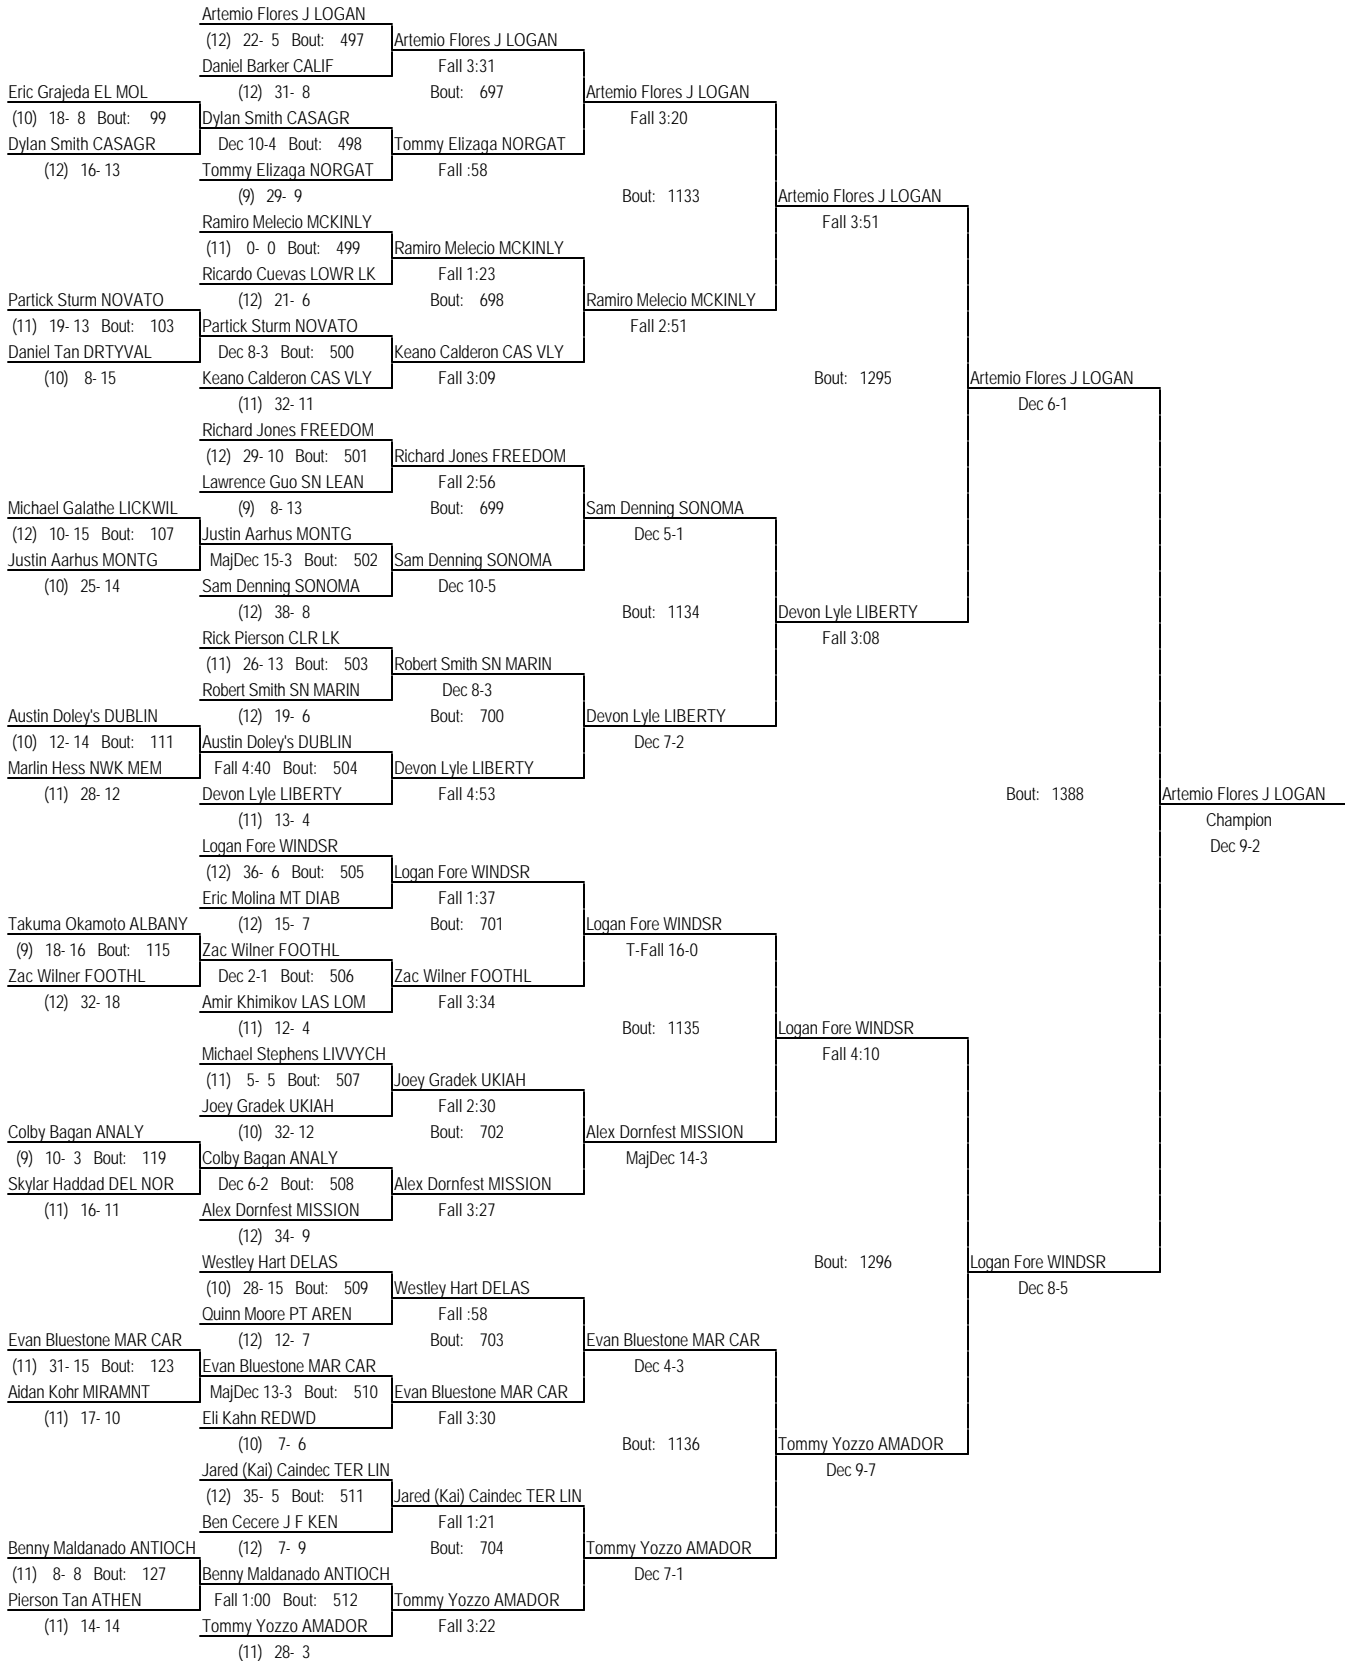 Artemio Flores J LOGAN
(12) 22- 5 Bout: 497 Artemio Flores J LOGAN
Daniel Barker CALIF Fall 3:31
Eric Grajeda EL MOL (12) 31- 8 Bout: 697 Artemio Flores J LOGAN
(10) 18- 8 Bout: 99 Dylan Smith CASAGR Fall 3:20
Dylan Smith CASAGR Dec 10-4 Bout: 498 Tommy Elizaga NORGAT
(12) 16- 13 Tommy Elizaga NORGAT Fall :58
(9) 29- 9 Bout: 1133 Artemio Flores J LOGAN
Ramiro Melecio MCKINLY Fall 3:51
(11) 0- 0 Bout: 499 Ramiro Melecio MCKINLY
Ricardo Cuevas LOWR LK Fall 1:23
Partick Sturm NOVATO (12) 21- 6 Bout: 698 Ramiro Melecio MCKINLY
(11) 19- 13 Bout: 103 Partick Sturm NOVATO Fall 2:51
Daniel Tan DRTYVAL Dec 8-3 Bout: 500 Keano Calderon CAS VLY
(10) 8- 15 Keano Calderon CAS VLY Fall 3:09 Bout: 1295 Artemio Flores J LOGAN
(11) 32- 11 Dec 6-1
Richard Jones FREEDOM
(12) 29- 10 Bout: 501 Richard Jones FREEDOM
Lawrence Guo SN LEAN Fall 2:56
Michael Galathe LICKWIL (9) 8- 13 Bout: 699 Sam Denning SONOMA
(12) 10- 15 Bout: 107 Justin Aarhus MONTG Dec 5-1
Justin Aarhus MONTG MajDec 15-3 Bout: 502 Sam Denning SONOMA
(10) 25- 14 Sam Denning SONOMA Dec 10-5
(12) 38- 8 Bout: 1134 Devon Lyle LIBERTY
Rick Pierson CLR LK Fall 3:08
(11) 26- 13 Bout: 503 Robert Smith SN MARIN
Robert Smith SN MARIN Dec 8-3
Austin Doley's DUBLIN (12) 19- 6 Bout: 700 Devon Lyle LIBERTY
(10) 12- 14 Bout: 111 Austin Doley's DUBLIN Dec 7-2
Marlin Hess NWK MEM Fall 4:40 Bout: 504 Devon Lyle LIBERTY
(11) 28- 12 Devon Lyle LIBERTY Fall 4:53 Bout: 1388 Artemio Flores J LOGAN
(11) 13- 4 Champion
Logan Fore WINDSR Dec 9-2
(12) 36- 6 Bout: 505 Logan Fore WINDSR
Eric Molina MT DIAB Fall 1:37
Takuma Okamoto ALBANY (12) 15- 7 Bout: 701 Logan Fore WINDSR
(9) 18- 16 Bout: 115 Zac Wilner FOOTHL T-Fall 16-0
Zac Wilner FOOTHL Dec 2-1 Bout: 506 Zac Wilner FOOTHL
(12) 32- 18 Amir Khimikov LAS LOM Fall 3:34
(11) 12- 4 Bout: 1135 Logan Fore WINDSR
Michael Stephens LIVVYCH Fall 4:10
(11) 5- 5 Bout: 507 Joey Gradek UKIAH
Joey Gradek UKIAH Fall 2:30
Colby Bagan ANALY (10) 32- 12 Bout: 702 Alex Dornfest MISSION
(9) 10- 3 Bout: 119 Colby Bagan ANALY MajDec 14-3
Skylar Haddad DEL NOR Dec 6-2 Bout: 508 Alex Dornfest MISSION
(11) 16- 11 Alex Dornfest MISSION Fall 3:27
(12) 34- 9
Westley Hart DELAS Bout: 1296 Logan Fore WINDSR
(10) 28- 15 Bout: 509 Westley Hart DELAS Dec 8-5
Quinn Moore PT AREN Fall :58
Evan Bluestone MAR CAR (12) 12- 7 Bout: 703 Evan Bluestone MAR CAR
(11) 31- 15 Bout: 123 Evan Bluestone MAR CAR Dec 4-3
Aidan Kohr MIRAMNT MajDec 13-3 Bout: 510 Evan Bluestone MAR CAR
(11) 17- 10 Eli Kahn REDWD Fall 3:30
(10) 7- 6 Bout: 1136 Tommy Yozzo AMADOR
Jared (Kai) Caindec TER LIN Dec 9-7
(12) 35- 5 Bout: 511 Jared (Kai) Caindec TER LIN
Ben Cecere J F KEN Fall 1:21
Benny Maldanado ANTIOCH (12) 7- 9 Bout: 704 Tommy Yozzo AMADOR
(11) 8- 8 Bout: 127 Benny Maldanado ANTIOCH Dec 7-1
Pierson Tan ATHEN Fall 1:00 Bout: 512 Tommy Yozzo AMADOR
(11) 14- 14 Tommy Yozzo AMADOR Fall 3:22
(11) 28- 3